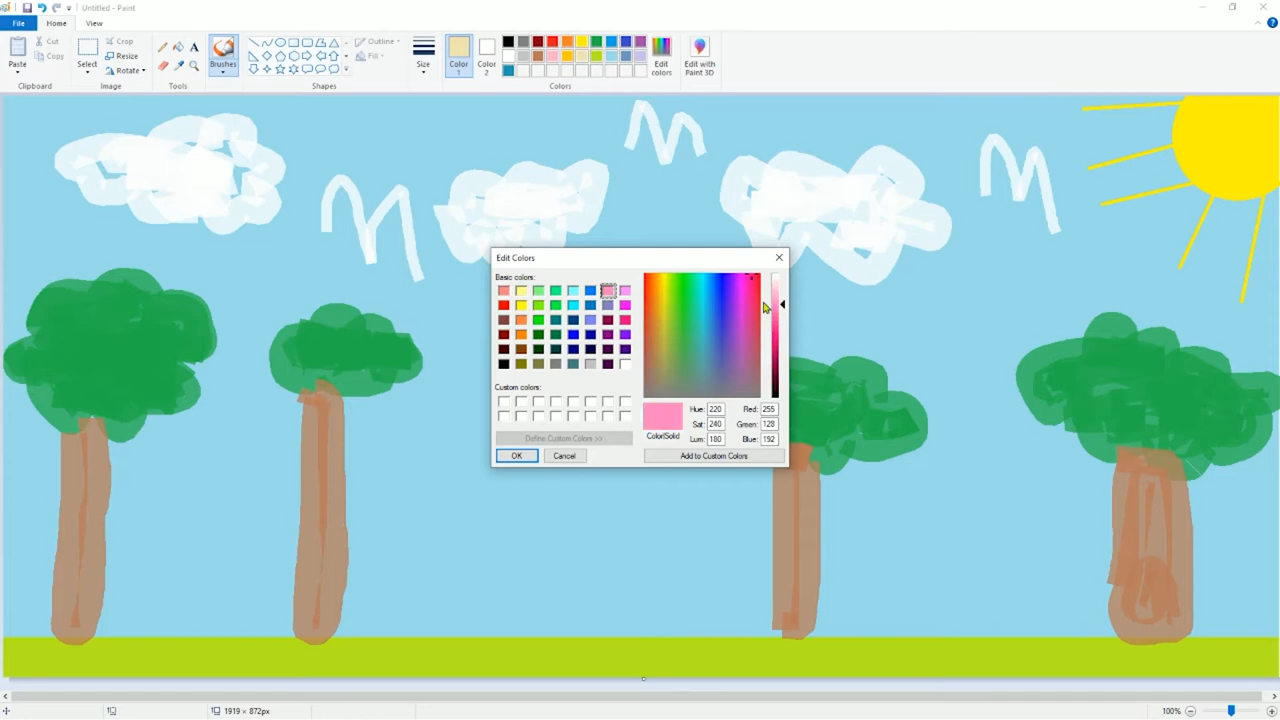 Untitled - Paint
File Home View
Paste Cut Copy Clipboard
Select Crop Resize Rotate Image
Tools
Brushes
Shapes Outline Fill
Size
Color 1 Color 2
Edit colors
Edit with Paint 3D
Colors
Edit Colors
Basic colors:
Custom colors:
Define Custom Colors >>
OK Cancel
Color|Solid
Hue: 220 Red: 255
Sat: 240 Green: 128
Lum: 180 Blue: 192
Add to Custom Colors
1919 × 872px
100%